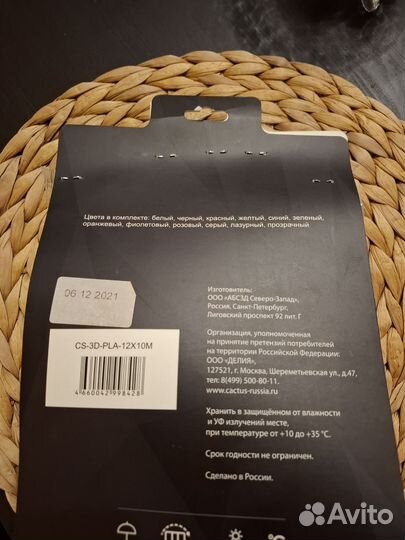 Цвета в комплекте: белый, черный, красный, желтый, синий, зеленый,
оранжевый, фиолетовый, розовый, серый, лазурный, прозрачный
06 12 2021
CS-3D-PLA-12X10M
4 660042 998428
Изготовитель:
ООО «АБСЗД Северо-Запад»,
Россия, Санкт-Петербург,
Лиговский проспект 92 лит. Г
Организация, уполномоченная
на принятие претензий потребителей
на территории Российской Федерации:
ООО «ДЕЛИЯ»,
127521, г. Москва, Шереметьевская ул., д.47,
тел. 8(499) 500-80-11.
www.cactus-russia.ru
Хранить в защищённом от влажности
и УФ излучений месте,
при температуре от +10 до +35 °C.
Срок годности не ограничен.
Сделано в России.
Avito